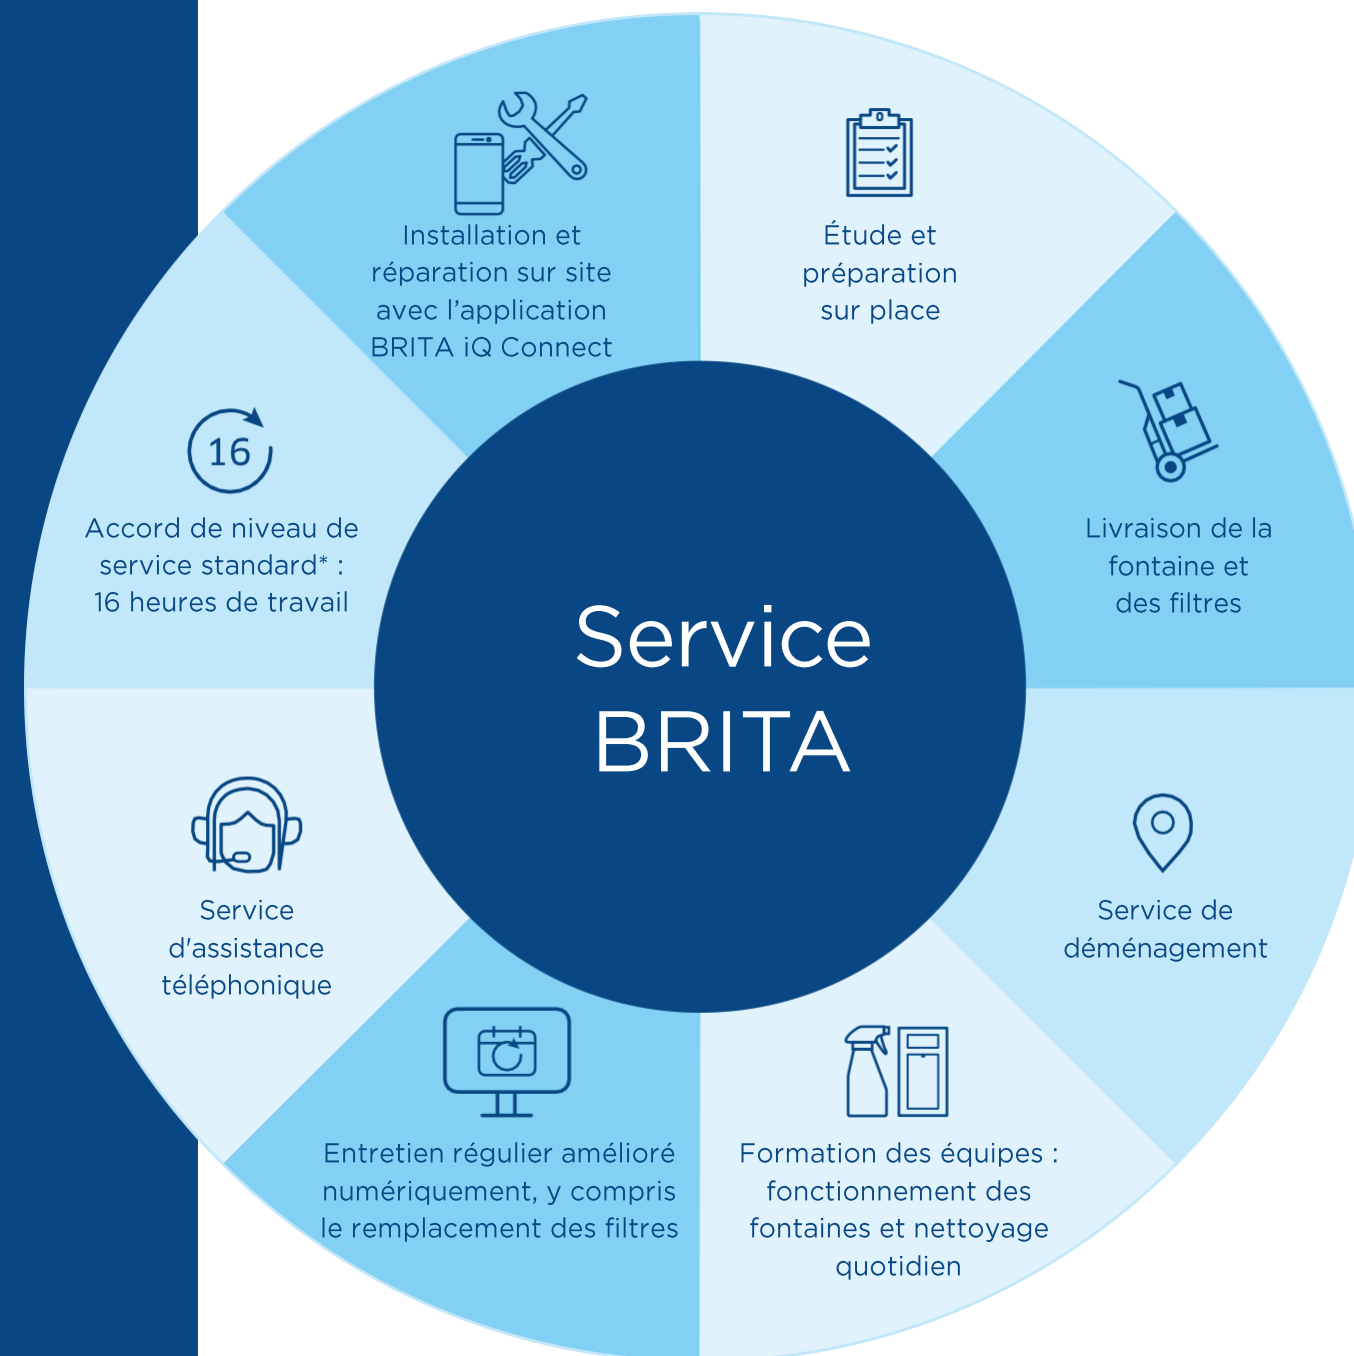 Installation et
réparation sur site
avec l’application
BRITA iQ Connect
Étude et
préparation
sur place
16
Accord de niveau de
service standard* :
16 heures de travail
Livraison de la
fontaine et
des filtres
Service
BRITA
Service
d'assistance
téléphonique
Service de
déménagement
Entretien régulier amélioré
numériquement, y compris
le remplacement des filtres
Formation des équipes :
fonctionnement des
fontaines et nettoyage
quotidien